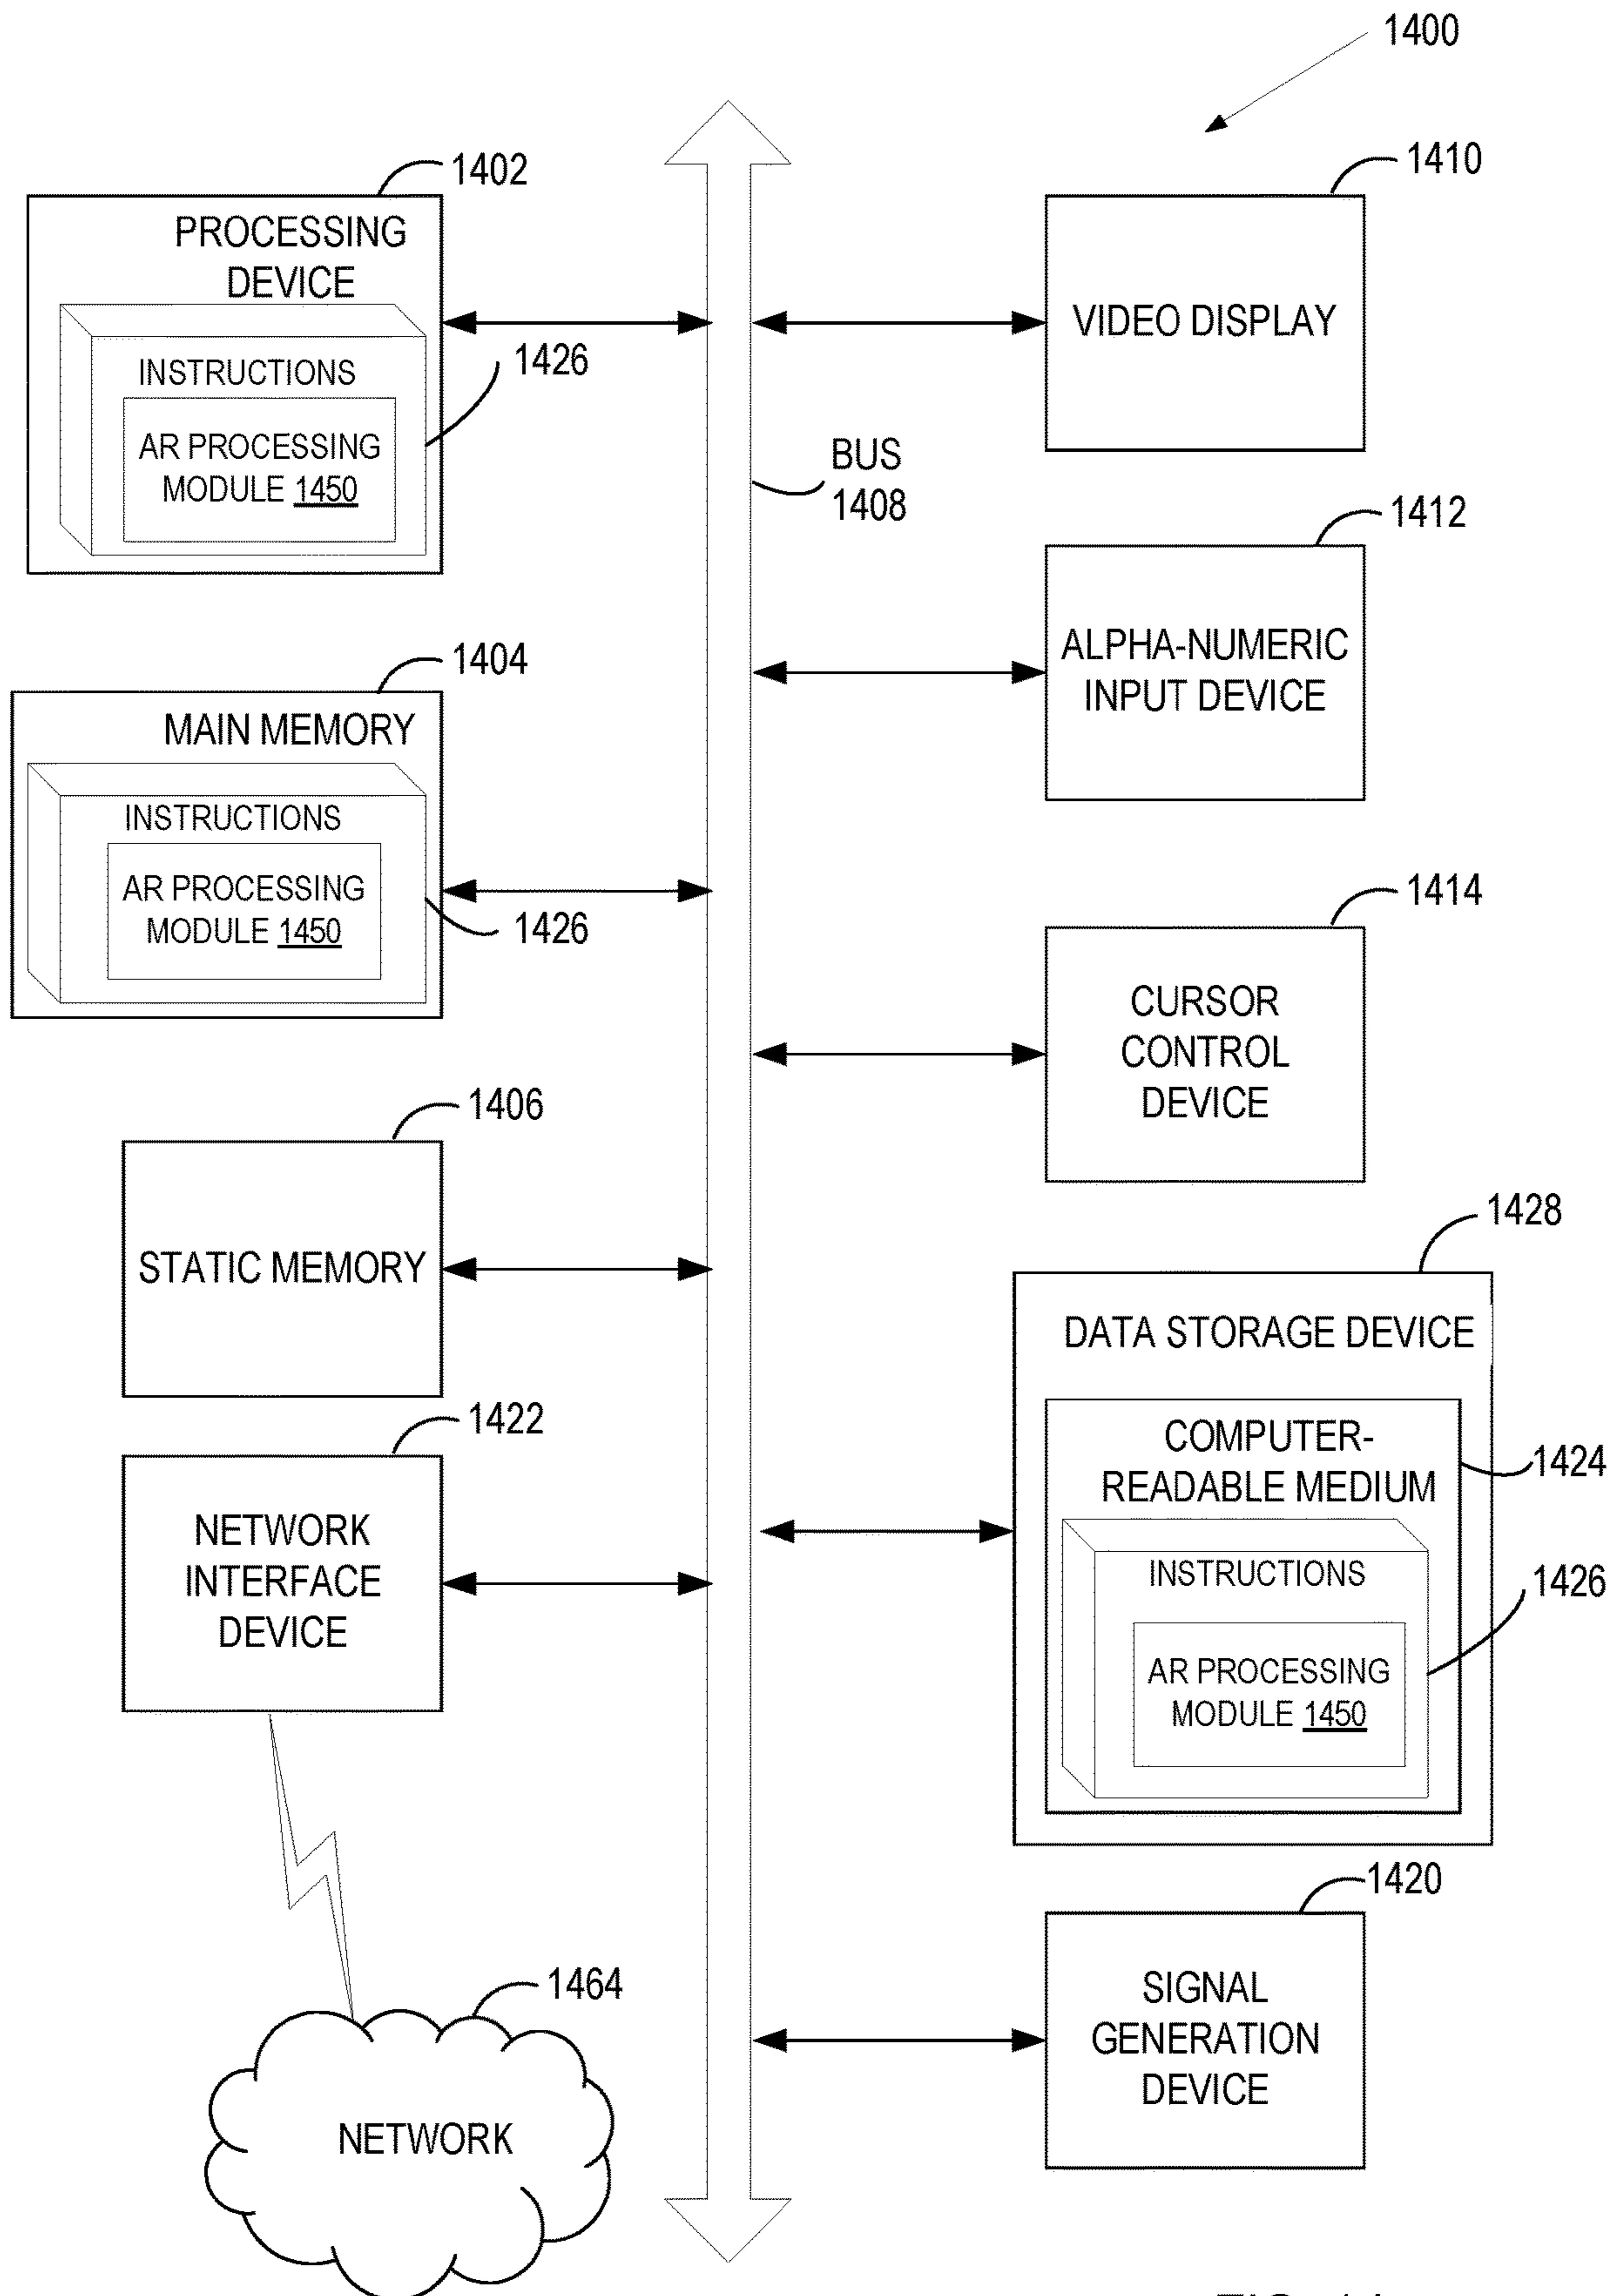 1400
1402
PROCESSING
DEVICE
INSTRUCTIONS
AR PROCESSING
MODULE 1450
1426
1404
MAIN MEMORY
INSTRUCTIONS
AR PROCESSING
MODULE 1450
1426
1406
STATIC MEMORY
1422
NETWORK
INTERFACE
DEVICE
1464
NETWORK
BUS
1408
1410
VIDEO DISPLAY
1412
ALPHA-NUMERIC
INPUT DEVICE
1414
CURSOR
CONTROL
DEVICE
1428
DATA STORAGE DEVICE
COMPUTER-
READABLE MEDIUM
1424
INSTRUCTIONS
1426
AR PROCESSING
MODULE 1450
1420
SIGNAL
GENERATION
DEVICE